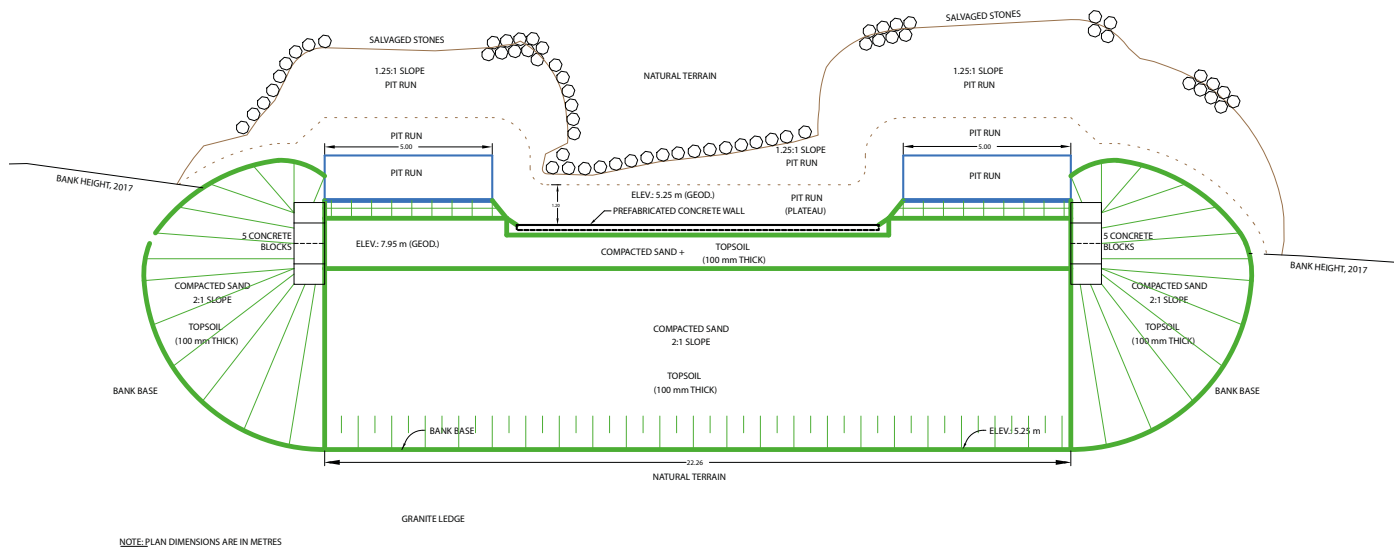 SALVAGED STONES
SALVAGED STONES
1.25:1 SLOPE
PIT RUN
NATURAL TERRAIN
1.25:1 SLOPE
PIT RUN
PIT RUN
5.00
PIT RUN
PIT RUN
5.00
PIT RUN
1.25:1 SLOPE
PIT RUN
BANK HEIGHT, 2017
ELEV.: 5.25 m (GEOD.)
PIT RUN
(PLATEAU)
1.20
PREFABRICATED CONCRETE WALL
5 CONCRETE
BLOCKS
ELEV.: 7.95 m (GEOD.)
COMPACTED SAND +
TOPSOIL
(100 mm THICK)
5 CONCRETE
BLOCKS
BANK HEIGHT, 2017
COMPACTED SAND
2:1 SLOPE
TOPSOIL
(100 mm THICK)
COMPACTED SAND
2:1 SLOPE
TOPSOIL
(100 mm THICK)
COMPACTED SAND
2:1 SLOPE
TOPSOIL
(100 mm THICK)
BANK BASE
BANK BASE
BANK BASE
ELEV.: 5.25 m
22.26
NATURAL TERRAIN
GRANITE LEDGE
NOTE: PLAN DIMENSIONS ARE IN METRES